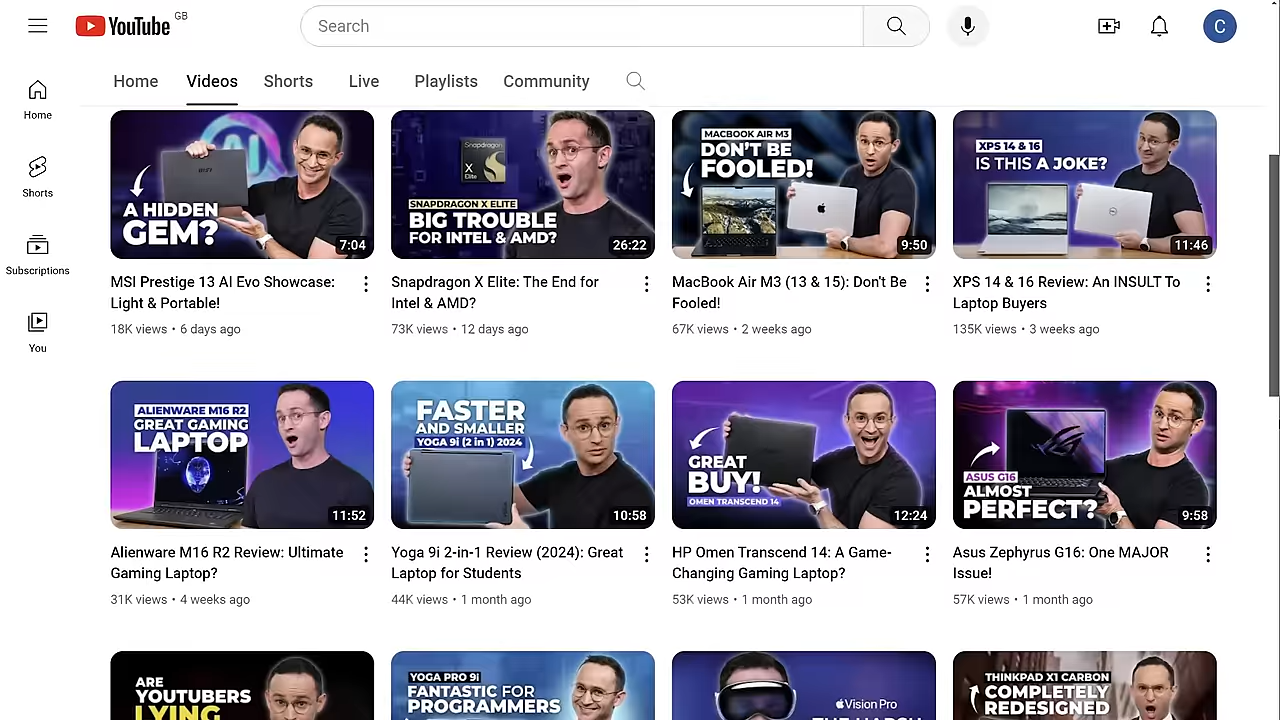 YouTube GB
Search
C
Home
Videos
Shorts
Live
Playlists
Community
Home
Shorts
Subscriptions
You
A HIDDEN
GEM?
7:04
Snapdragon
X
Elite
SNAPDRAGON X ELITE
BIG TROUBLE
FOR INTEL & AMD?
26:22
MACBOOK AIR M3
DON'T BE
FOOLED!
9:50
XPS 14 & 16
IS THIS A JOKE?
11:46
MSI Prestige 13 AI Evo Showcase:
Light & Portable!
18K views • 6 days ago
Snapdragon X Elite: The End for
Intel & AMD?
73K views • 12 days ago
MacBook Air M3 (13 & 15): Don't Be
Fooled!
67K views • 2 weeks ago
XPS 14 & 16 Review: An INSULT To
Laptop Buyers
135K views • 3 weeks ago
ALIENWARE M16 R2
GREAT GAMING
LAPTOP
11:52
FASTER
AND SMALLER
YOGA 9i (2 in 1) 2024
10:58
GREAT
BUY!
OMEN TRANSCEND 14
12:24
ASUS G16
ALMOST
PERFECT?
9:58
Alienware M16 R2 Review: Ultimate
Gaming Laptop?
31K views • 4 weeks ago
Yoga 9i 2-in-1 Review (2024): Great
Laptop for Students
44K views • 1 month ago
HP Omen Transcend 14: A Game-
Changing Gaming Laptop?
53K views • 1 month ago
Asus Zephyrus G16: One MAJOR
Issue!
57K views • 1 month ago
ARE
YOUTUBERS
LYING
YOGA PRO 9i
FANTASTIC FOR
PROGRAMMERS
Vision Pro
THE HARSH
THINKPAD X1 CARBON
COMPLETELY
REDESIGNED